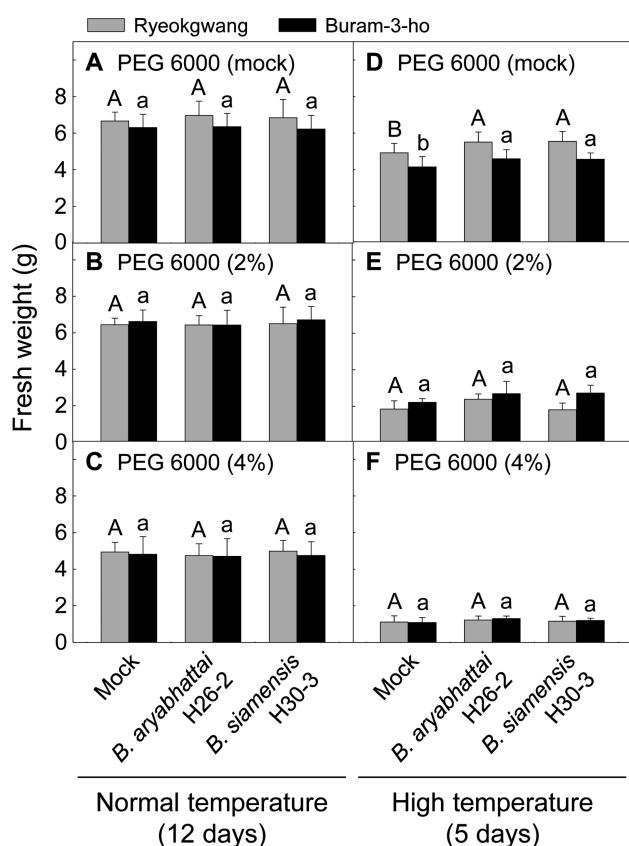 Ryeokgwang Buram-3-ho
A PEG 6000 (mock)
8
6
4
2
0
A a A a A a
D PEG 6000 (mock)
B b A a A a
Fresh weight (g)
B PEG 6000 (2%)
8
6
4
2
0
A a A a A a
E PEG 6000 (2%)
A a A a A a
C PEG 6000 (4%)
8
6
4
2
0
A a A a A a
F PEG 6000 (4%)
A a A a A a
Mock
B. aryabhattai
H26-2
B. siamensis
H30-3
Mock
B. aryabhattai
H26-2
B. siamensis
H30-3
Normal temperature
(12 days)
High temperature
(5 days)